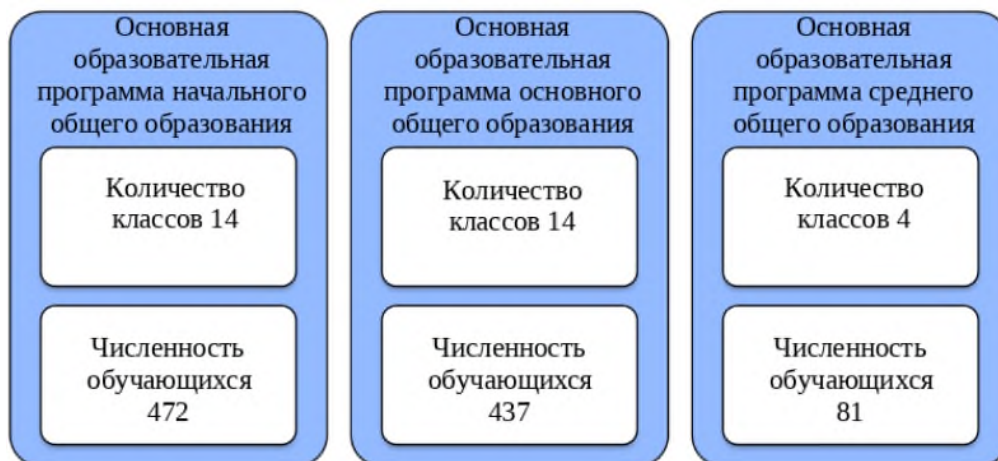 Основная
образовательная
программа начального
общего образования
Количество
классов 14
Численность
обучающихся
472
Основная
образовательная
программа основного
общего образования
Количество
классов 14
Численность
обучающихся
437
Основная
образовательная
программа среднего
общего образования
Количество
классов 4
Численность
обучающихся
81